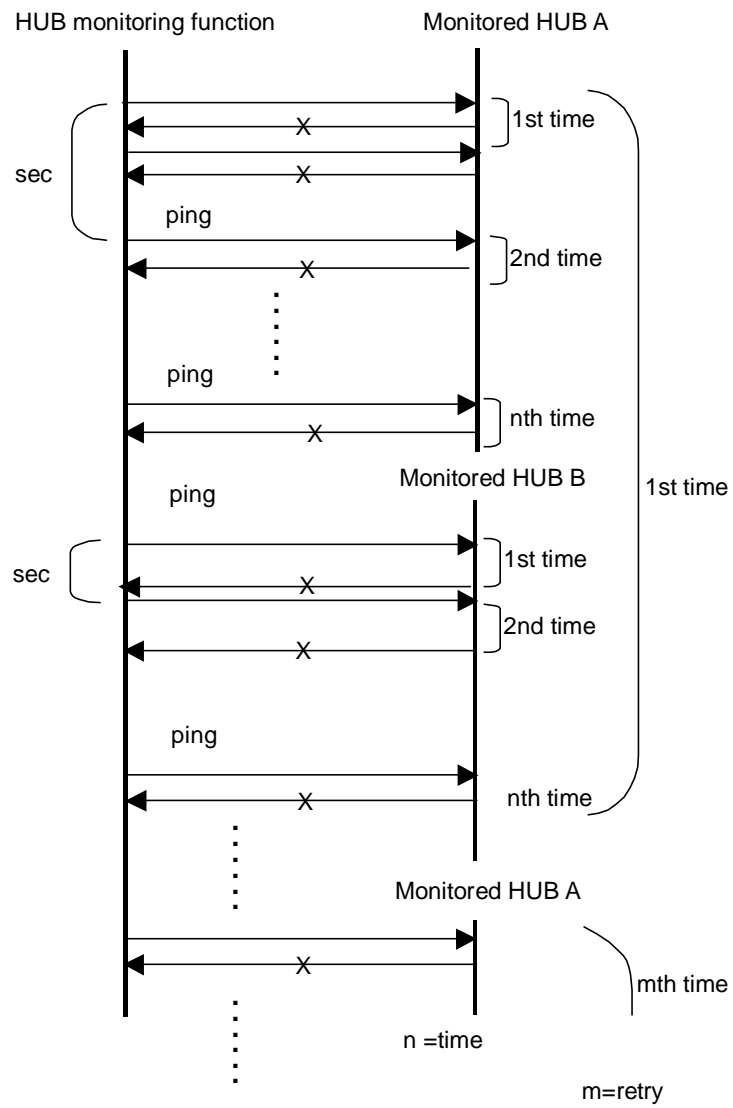 HUB monitoring function
Monitored HUB A
1st time
X
X
sec
ping
2nd time
X
ping
nth time
X
Monitored HUB B
1st time
ping
1st time
sec
X
2nd time
X
ping
nth time
X
Monitored HUB A
X
mth time
n =time
m=retry